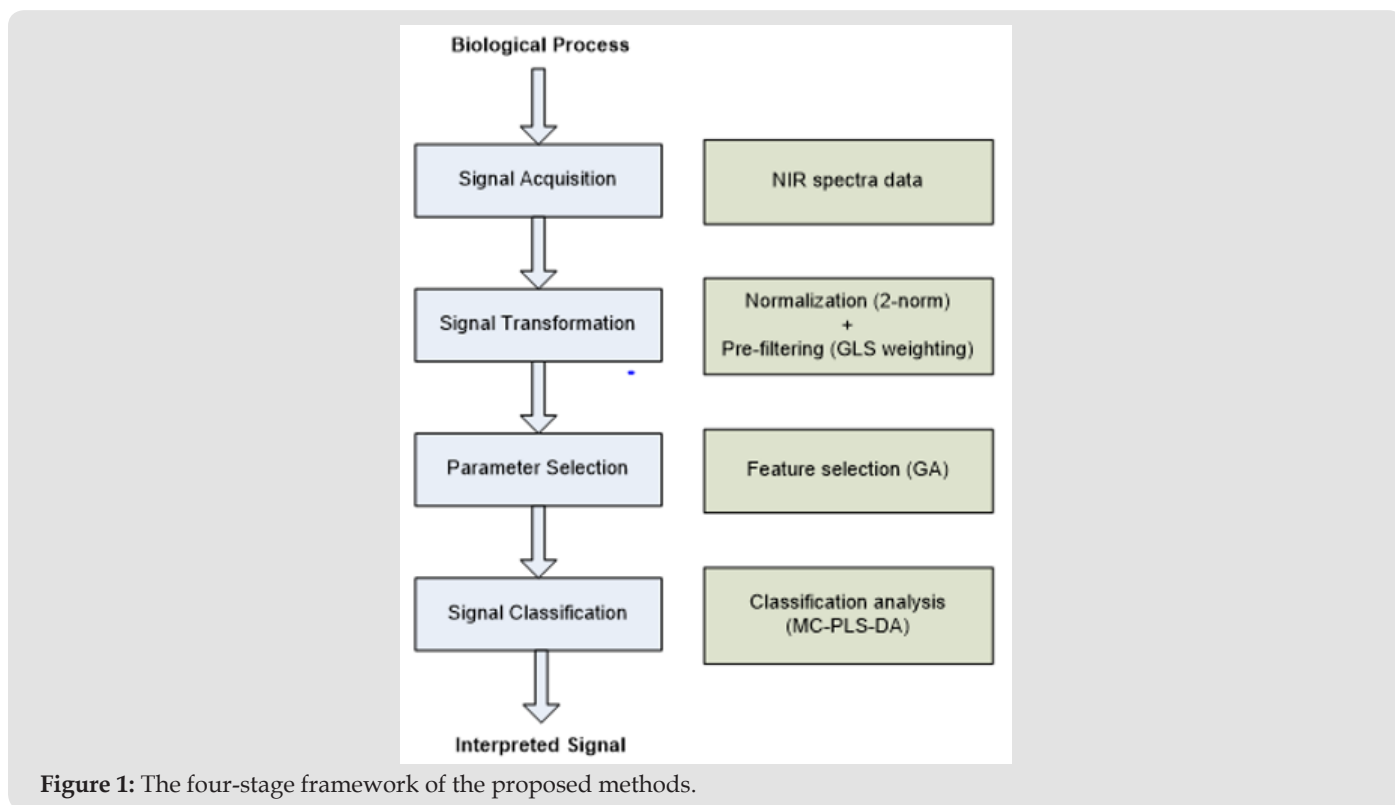 Biological Process
Signal Acquisition
NIR spectra data
Signal Transformation
Normalization (2-norm)
+
Pre-filtering (GLS weighting)
Parameter Selection
Feature selection (GA)
Signal Classification
Classification analysis
(MC-PLS-DA)
Interpreted Signal
Figure 1: The four-stage framework of the proposed methods.